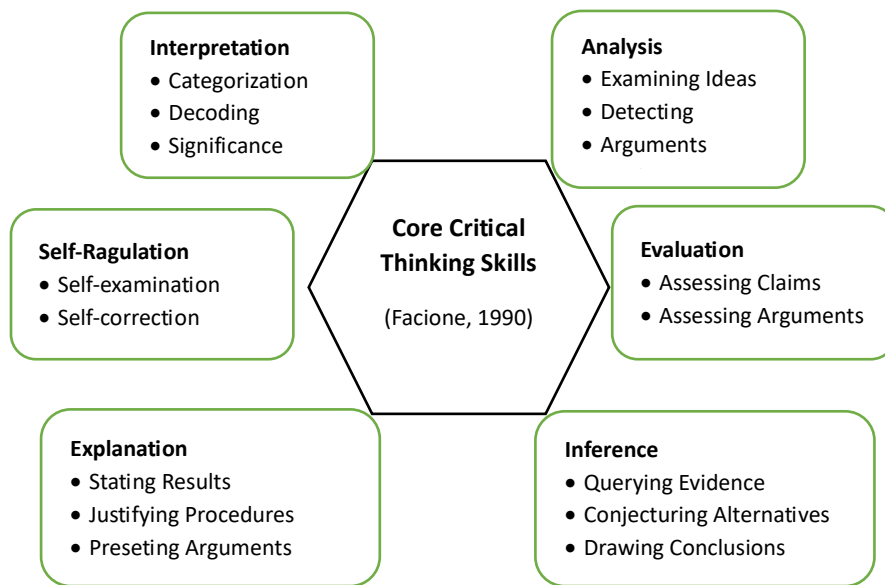 Interpretation
• Categorization
• Decoding
• Significance
Analysis
• Examining Ideas
• Detecting
• Arguments
Core Critical
Thinking Skills
(Facione, 1990)
Self-Ragulation
• Self-examination
• Self-correction
Evaluation
• Assessing Claims
• Assessing Arguments
Explanation
• Stating Results
• Justifying Procedures
• Preseting Arguments
Inference
• Querying Evidence
• Conjecturing Alternatives
• Drawing Conclusions